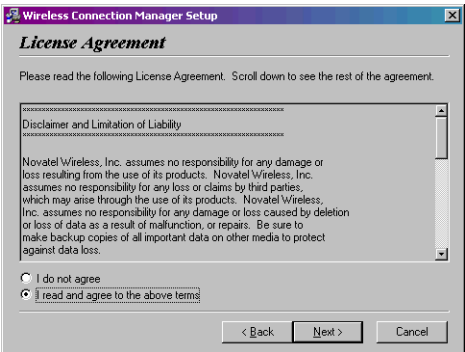 Wireless Connection Manager Setup
License Agreement
Please read the following License Agreement. Scroll down to see the rest of the agreement.
Disclaimer and Limitation of Liability
Novatel Wireless, Inc. assumes no responsibility for any damage or
loss resulting from the use of its products. Novatel Wireless, Inc.
assumes no responsibility for any loss or claims by third parties,
which may arise through the use of its products. Novatel Wireless,
Inc. assumes no responsibility for any damage or loss caused by deletion
or loss of data as a result of malfunction, or repairs. Be sure to
make backup copies of all important data on other media to protect
against data loss.
I do not agree
I read and agree to the above terms
< Back Next > Cancel